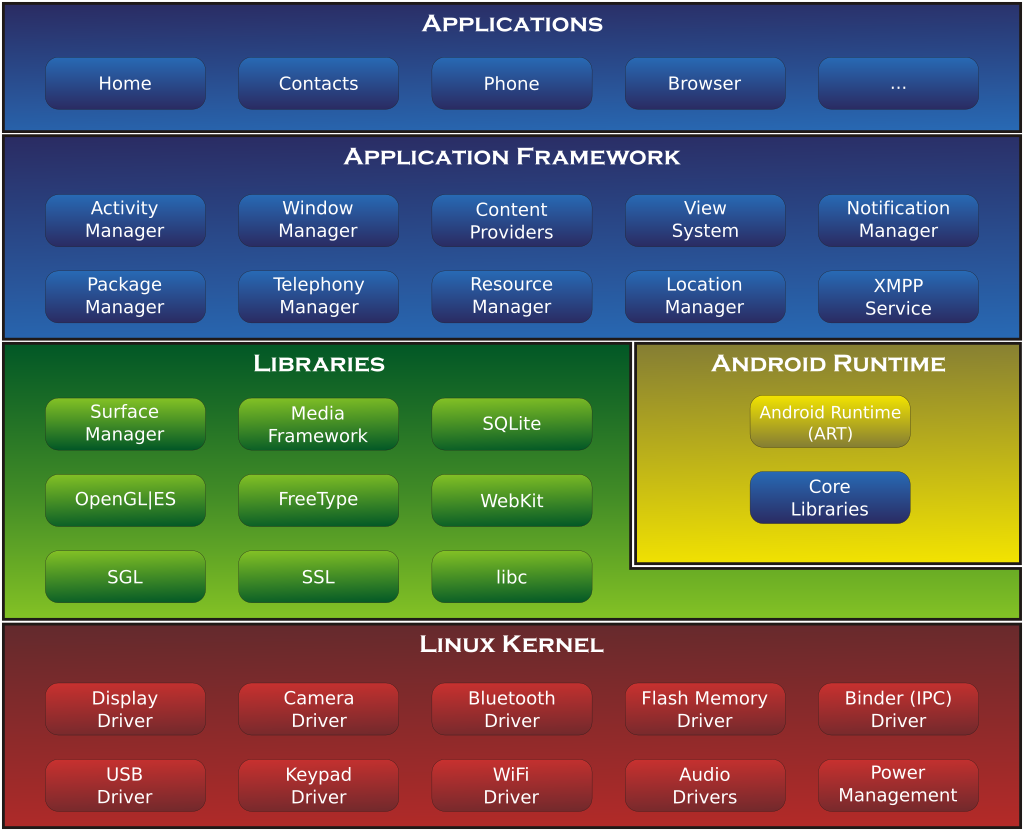 APPLICATIONS
Home
Contacts
Phone
Browser
...
APPLICATION FRAMEWORK
Activity
Manager
Window
Manager
Content
Providers
View
System
Notification
Manager
Package
Manager
Telephony
Manager
Resource
Manager
Location
Manager
XMPP
Service
LIBRARIES
Surface
Manager
Media
Framework
SQLite
OpenGL|ES
FreeType
WebKit
SGL
SSL
libc
ANDROID RUNTIME
Android Runtime
(ART)
Core
Libraries
LINUX KERNEL
Display
Driver
Camera
Driver
Bluetooth
Driver
Flash Memory
Driver
Binder (IPC)
Driver
USB
Driver
Keypad
Driver
WiFi
Driver
Audio
Drivers
Power
Management